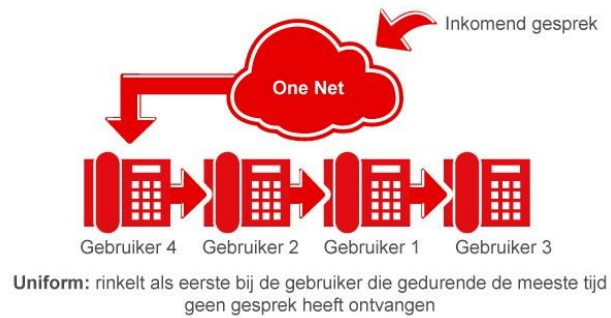 Inkomend gesprek
One Net
Gebruiker 4
Gebruiker 2
Gebruiker 1
Gebruiker 3
Uniform: rinkelt als eerste bij de gebruiker die gedurende de meeste tijd
geen gesprek heeft ontvangen